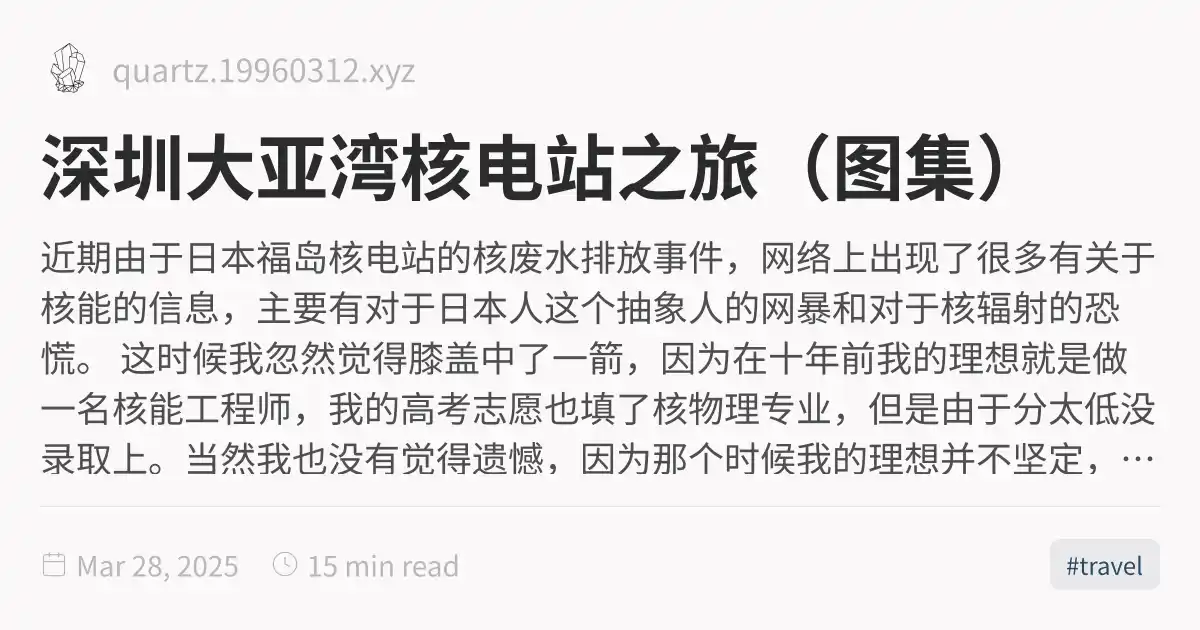 quartz.19960312.xyz
深圳大亚湾核电站之旅（图集）
近期由于日本福岛核电站的核废水排放事件，网络上出现了很多有关于
核能的信息，主要有对于日本人这个抽象人的网暴和对于核辐射的恐
慌。 这时候我忽然觉得膝盖中了一箭，因为在十年前我的理想就是做
一名核能工程师，我的高考志愿也填了核物理专业，但是由于分太低没
录取上。当然我也没有觉得遗憾，因为那个时候我的理想并不坚定，…
Mar 28, 2025 15 min read #travel